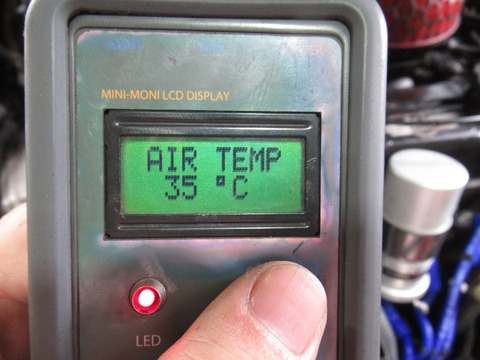 MINI-MONI LCD DISPLAY
AIR TEMP
35 °C
LED